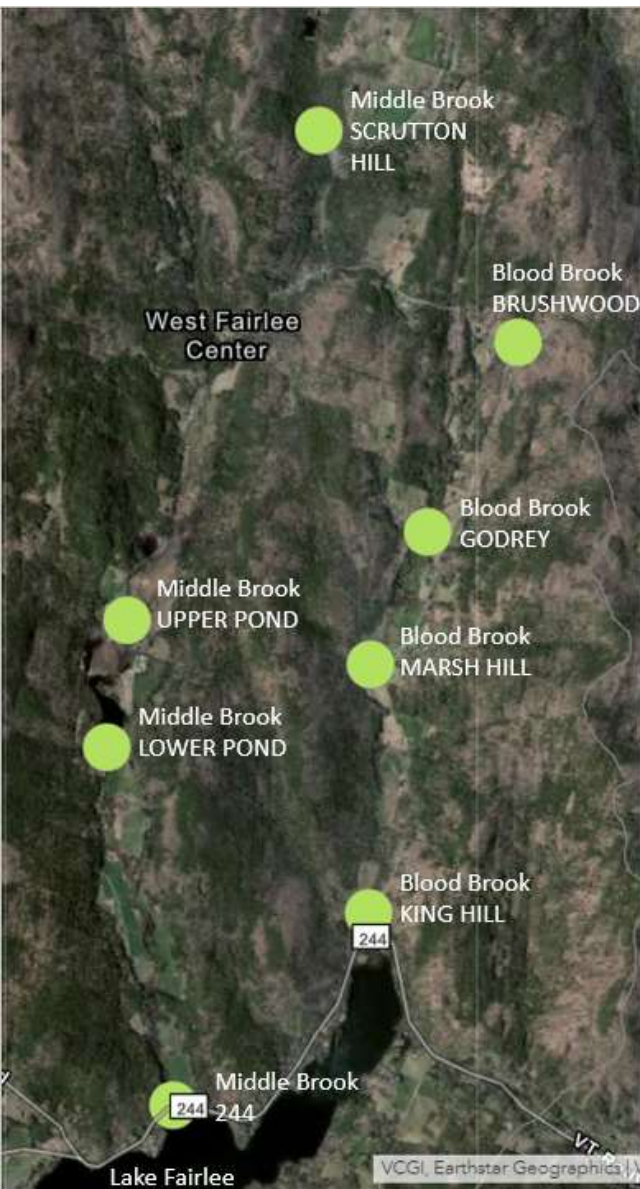 Middle Brook
SCRUTTON
HILL
Blood Brook
BRUSHWOOD
West Fairlee
Center
Blood Brook
GODREY
Middle Brook
UPPER POND
Blood Brook
MARSH HILL
Middle Brook
LOWER POND
Blood Brook
KING HILL
244
Middle Brook
244
244
VT
Lake Fairlee
VCGI, Earthstar Geographics | V